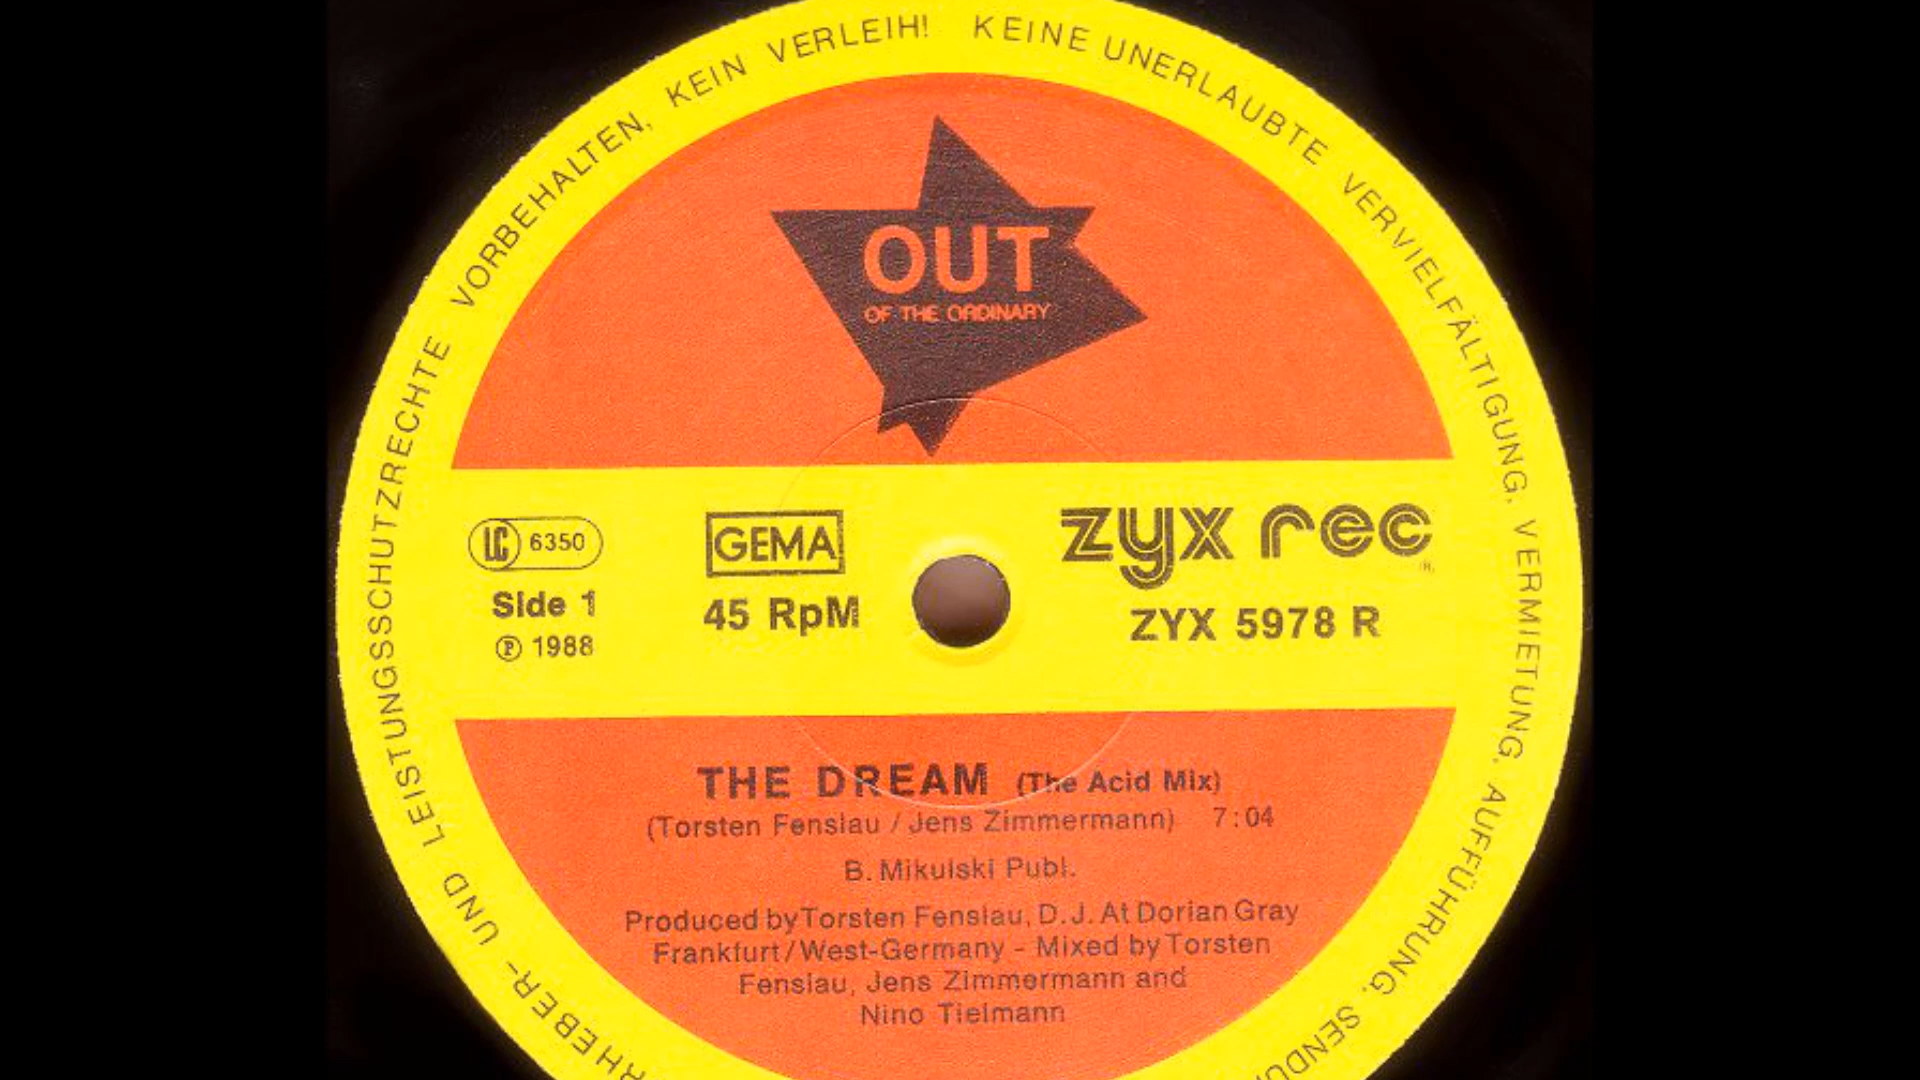 RHEBER- UND LEISTUNGSSCHUTZRECHTE VORBEHALTEN, KEIN VERLEIH! KEINE UNERLAUBTE VERVIELFÄLTIGUNG, VERMIETUNG, AUFFÜHRUNG, SENDU
OUT
OF THE ORDINARY
LC 6350
GEMA
zyx rec
Side 1
45 RpM
ZYX 5978 R
℗ 1988
THE DREAM (The Acid Mix)
(Torsten Fenslau / Jens Zimmermann) 7:04
B. Mikulski Publ.
Produced by Torsten Fenslau, D.J. At Dorian Gray
Frankfurt/West-Germany - Mixed by Torsten
Fenslau, Jens Zimmermann and
Nino Tielmann